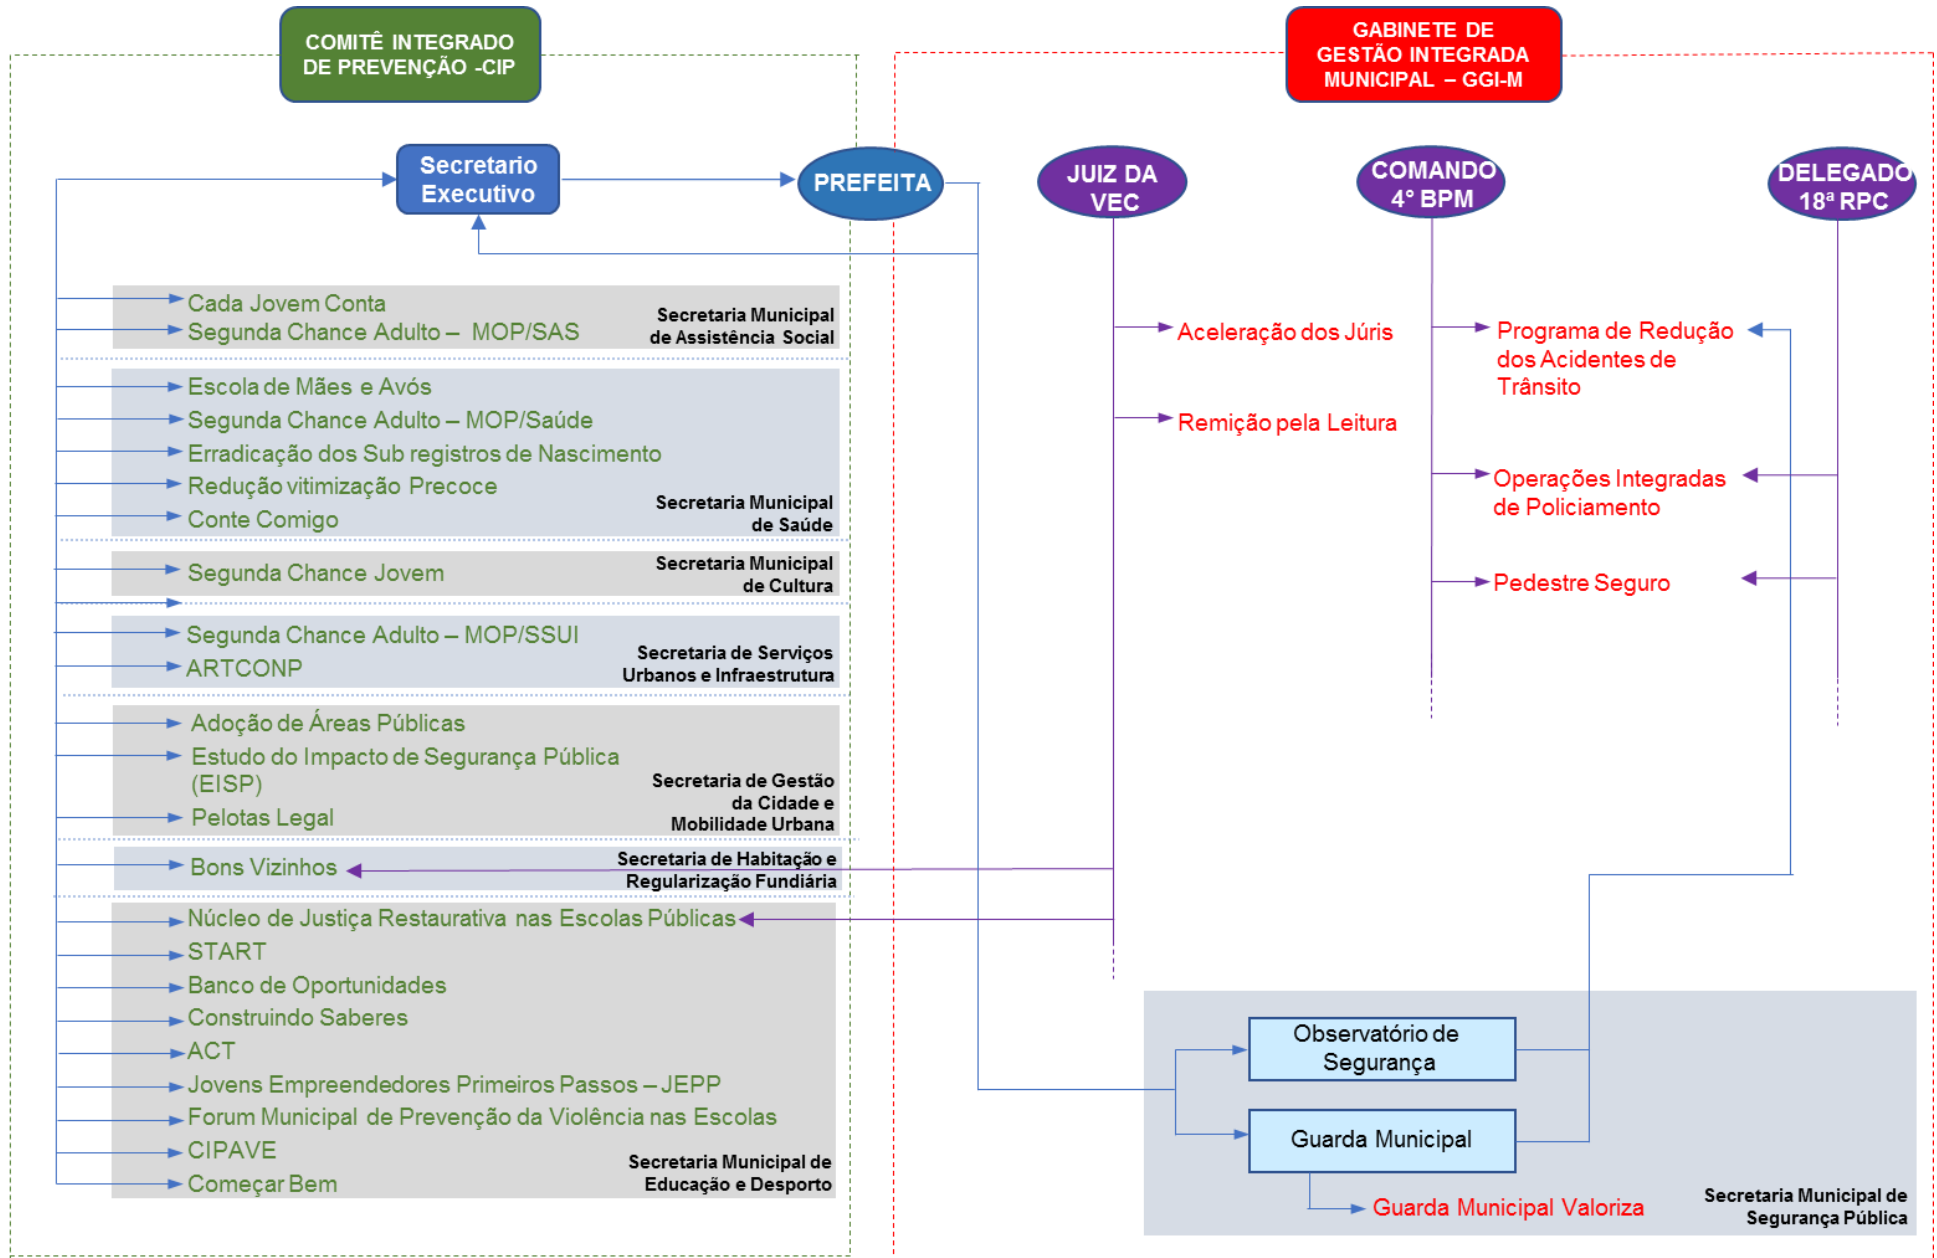 COMITÊ INTEGRADO
DE PREVENÇÃO -CIP
GABINETE DE
GESTÃO INTEGRADA
MUNICIPAL – GGI-M
Secretario
Executivo
PREFEITA
JUIZ DA
VEC
COMANDO
4° BPM
DELEGADO
18ª RPC
Cada Jovem Conta
Segunda Chance Adulto – MOP/SAS
Secretaria Municipal
de Assistência Social
Escola de Mães e Avós
Segunda Chance Adulto – MOP/Saúde
Erradicação dos Sub registros de Nascimento
Redução vitimização Precoce
Conte Comigo
Secretaria Municipal
de Saúde
Segunda Chance Jovem
Secretaria Municipal
de Cultura
Segunda Chance Adulto – MOP/SSUI
ARTCONP
Secretaria de Serviços
Urbanos e Infraestrutura
Adoção de Áreas Públicas
Estudo do Impacto de Segurança Pública
(EISP)
Pelotas Legal
Secretaria de Gestão
da Cidade e
Mobilidade Urbana
Bons Vizinhos
Secretaria de Habitação e
Regularização Fundiária
Núcleo de Justiça Restaurativa nas Escolas Públicas
START
Banco de Oportunidades
Construindo Saberes
ACT
Jovens Empreendedores Primeiros Passos – JEPP
Forum Municipal de Prevenção da Violência nas Escolas
CIPAVE
Começar Bem
Secretaria Municipal de
Educação e Desporto
Aceleração dos Júris
Remição pela Leitura
Programa de Redução
dos Acidentes de
Trânsito
Operações Integradas
de Policiamento
Pedestre Seguro
Observatório de
Segurança
Guarda Municipal
Guarda Municipal Valoriza
Secretaria Municipal de
Segurança Pública